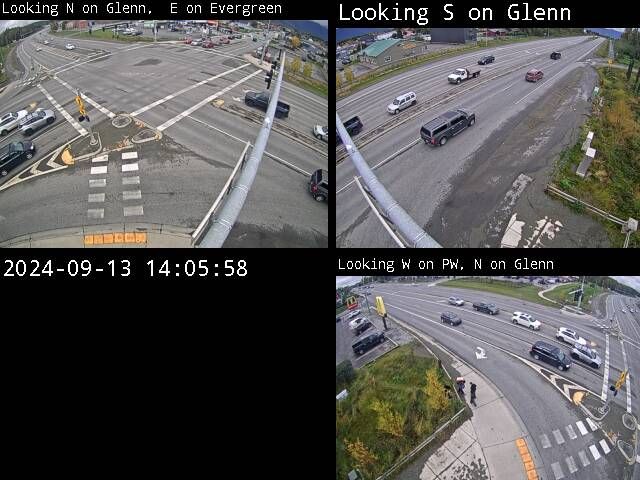 Looking N on Glenn,  E on Evergreen
Looking S on Glenn
2024-09-13 14:05:58
Looking W on PW, N on Glenn